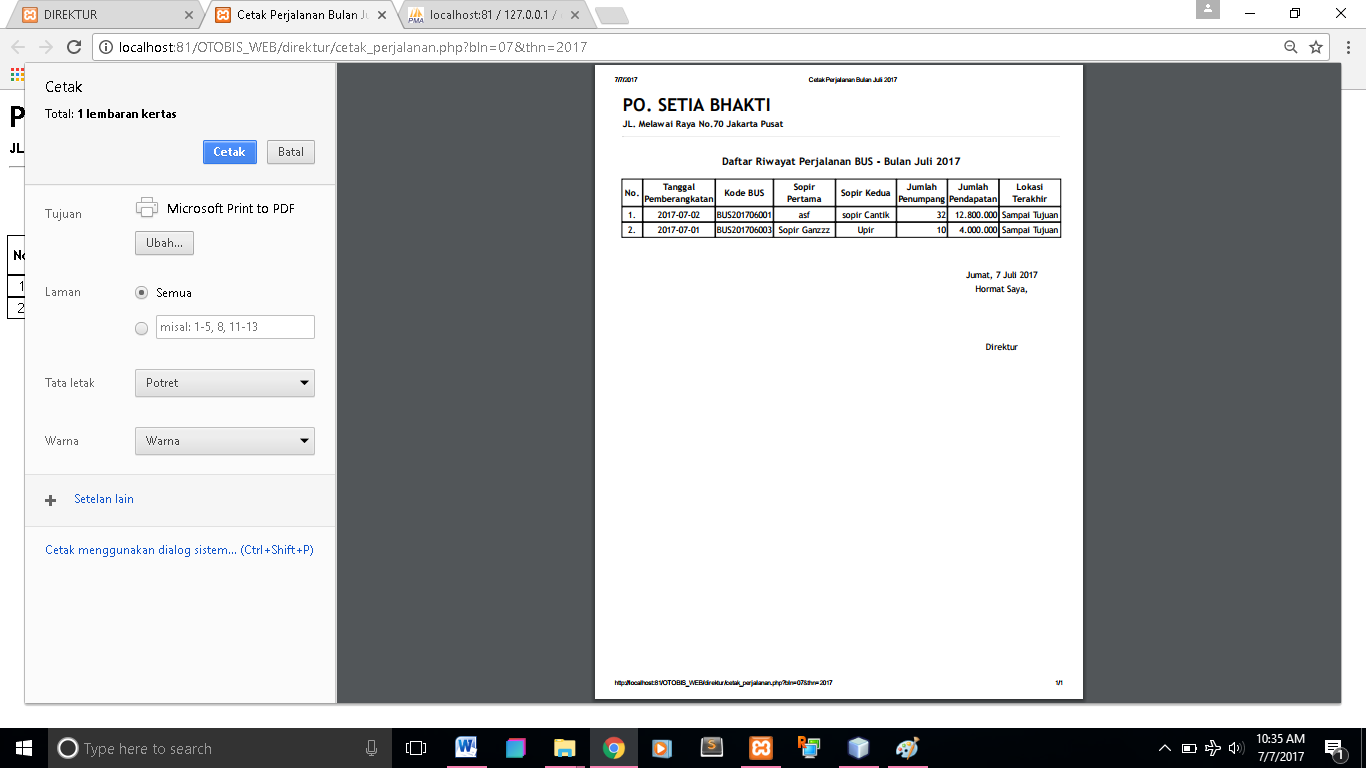 DIREKTUR
Cetak Perjalanan Bulan Ju
localhost:81 / 127.0.0.1 /
localhost:81/OTOBIS_WEB/direktur/cetak_perjalanan.php?bln=07&thn=2017
Cetak
Total: 1 lembaran kertas
Cetak Batal
Tujuan Microsoft Print to PDF
Ubah...
Laman Semua
misal: 1-5, 8, 11-13
Tata letak Potret
Warna Warna
Setelan lain
Cetak menggunakan dialog sistem... (Ctrl+Shift+P)
P
JL
No
1
2
7/7/2017 Cetak Perjalanan Bulan Juli 2017
PO. SETIA BHAKTI
JL. Melawai Raya No.70 Jakarta Pusat
Daftar Riwayat Perjalanan BUS - Bulan Juli 2017
No. Tanggal Pemberangkatan Kode BUS Sopir Pertama Sopir Kedua Jumlah Penumpang Jumlah Pendapatan Lokasi Terakhir
1. 2017-07-02 BUS201706001 asf sopir Cantik 32 12.800.000 Sampai Tujuan
2. 2017-07-01 BUS201706003 Sopir Ganzzz Upir 10 4.000.000 Sampai Tujuan
Jumat, 7 Juli 2017
Hormat Saya,
Direktur
http://localhost:81/OTOBIS_WEB/direktur/cetak_perjalanan.php?bln=07&thn=2017 1/1
Type here to search
10:35 AM
7/7/2017
1